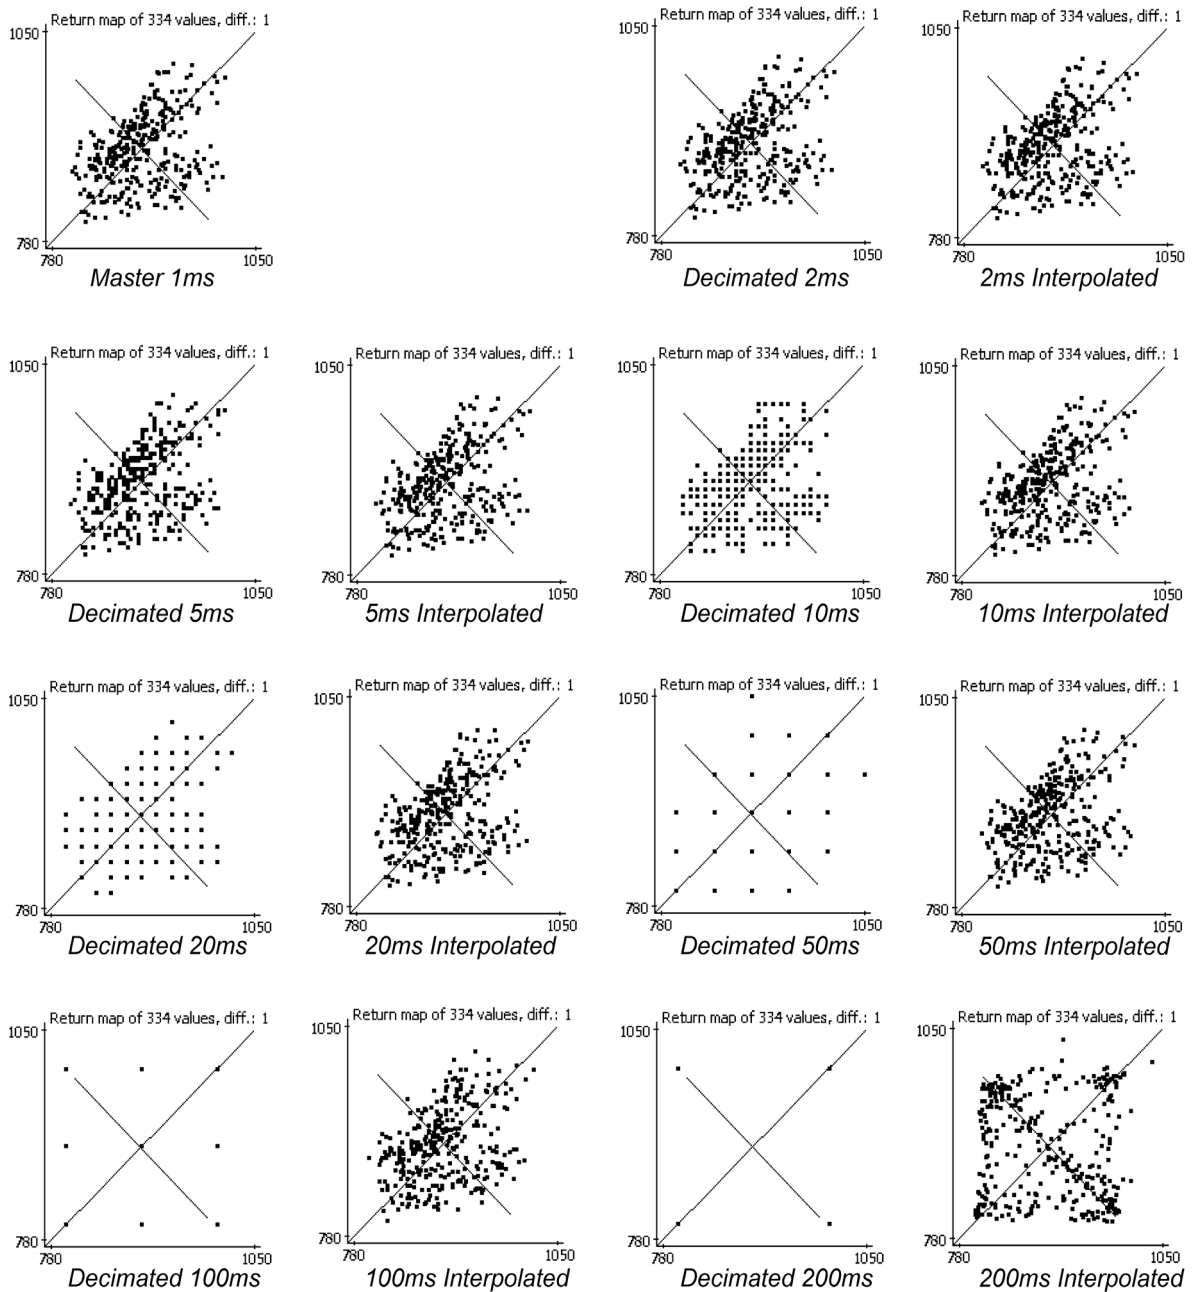 Return map of 334 values, diff.: 1
1050
780
780
1050
Master 1ms
Return map of 334 values, diff.: 1
1050
780
780
1050
Decimated 2ms
Return map of 334 values, diff.: 1
1050
780
780
1050
2ms Interpolated
Return map of 334 values, diff.: 1
1050
780
780
1050
Decimated 5ms
Return map of 334 values, diff.: 1
1050
780
780
1050
5ms Interpolated
Return map of 334 values, diff.: 1
1050
780
780
1050
Decimated 10ms
Return map of 334 values, diff.: 1
1050
780
780
1050
10ms Interpolated
Return map of 334 values, diff.: 1
1050
780
780
1050
Decimated 20ms
Return map of 334 values, diff.: 1
1050
780
780
1050
20ms Interpolated
Return map of 334 values, diff.: 1
1050
780
780
1050
Decimated 50ms
Return map of 334 values, diff.: 1
1050
780
780
1050
50ms Interpolated
Return map of 334 values, diff.: 1
1050
780
780
1050
Decimated 100ms
Return map of 334 values, diff.: 1
1050
780
780
1050
100ms Interpolated
Return map of 334 values, diff.: 1
1050
780
780
1050
Decimated 200ms
Return map of 334 values, diff.: 1
1050
780
780
1050
200ms Interpolated